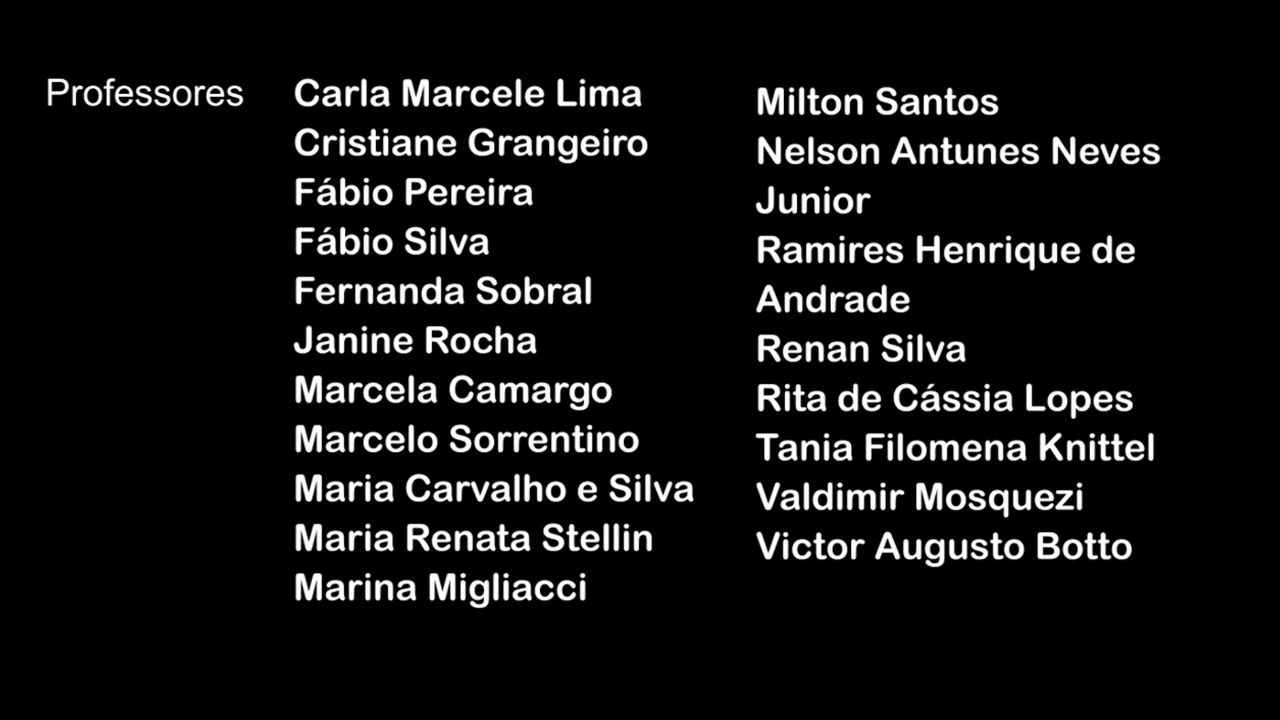 Professores
Carla Marcele Lima
Cristiane Grangeiro
Fábio Pereira
Fábio Silva
Fernanda Sobral
Janine Rocha
Marcela Camargo
Marcelo Sorrentino
Maria Carvalho e Silva
Maria Renata Stellin
Marina Migliacci
Milton Santos
Nelson Antunes Neves
Junior
Ramires Henrique de
Andrade
Renan Silva
Rita de Cássia Lopes
Tania Filomena Knittel
Valdimir Mosquezi
Victor Augusto Botto